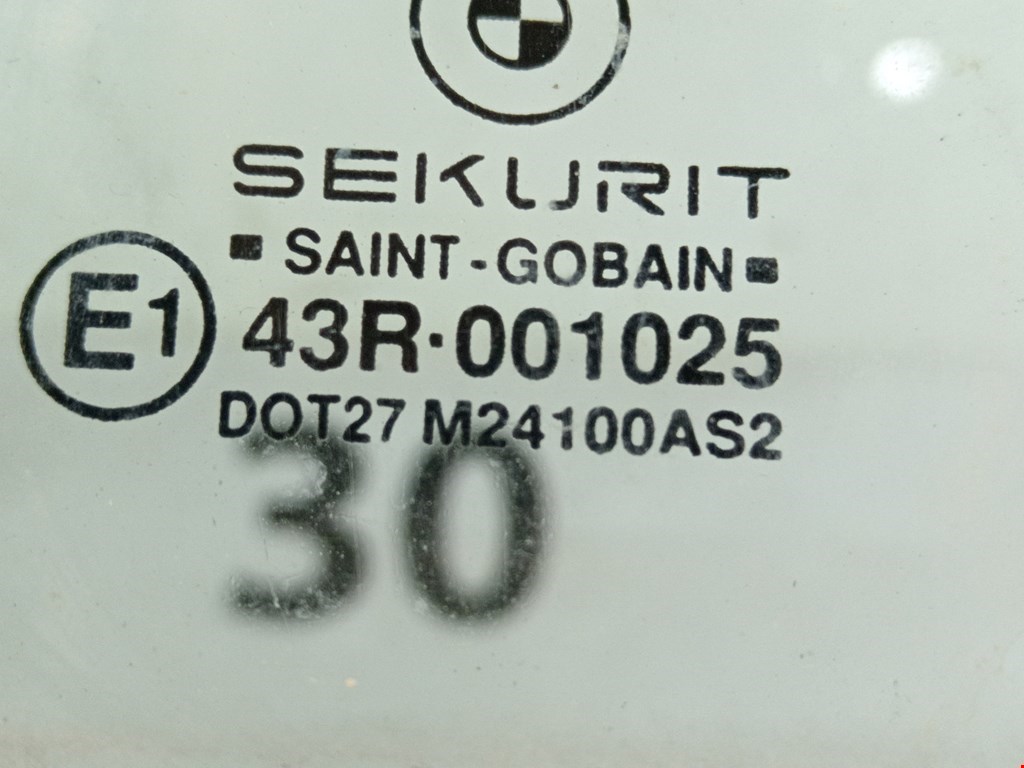 SEKURIT
SAINT-GOBAIN
E1
43R·001025
DOT27 M24100AS2
30